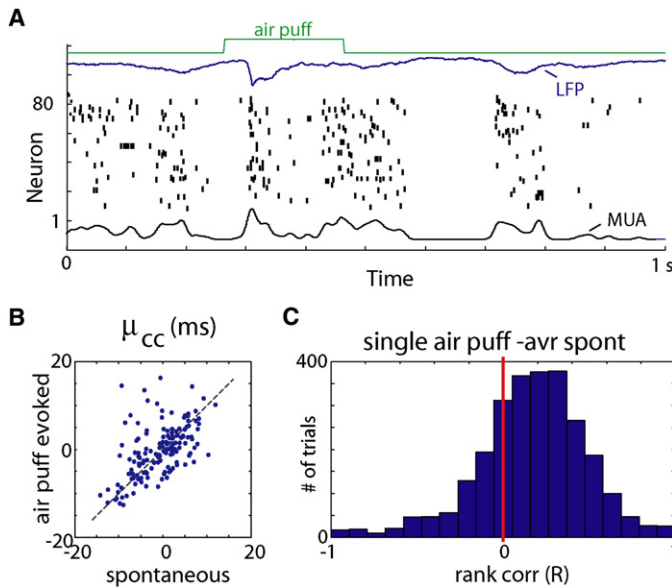 A
air puff
LFP
80
Neuron
1
MUA
0
1 s
Time
B
μcc (ms)
20
air puff evoked
0
-20
-20
0
20
spontaneous
C
single air puff -avr spont
400
# of trials
0
-1
0
rank corr (R)